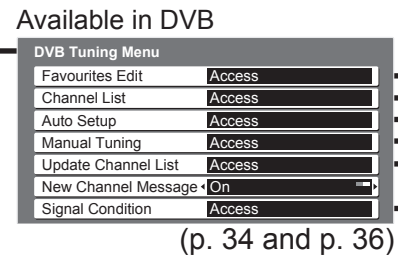 Available in DVB
DVB Tuning Menu
Favourites Edit Access
Channel List Access
Auto Setup Access
Manual Tuning Access
Update Channel List Access
New Channel Message On
Signal Condition Access
(p. 34 and p. 36)